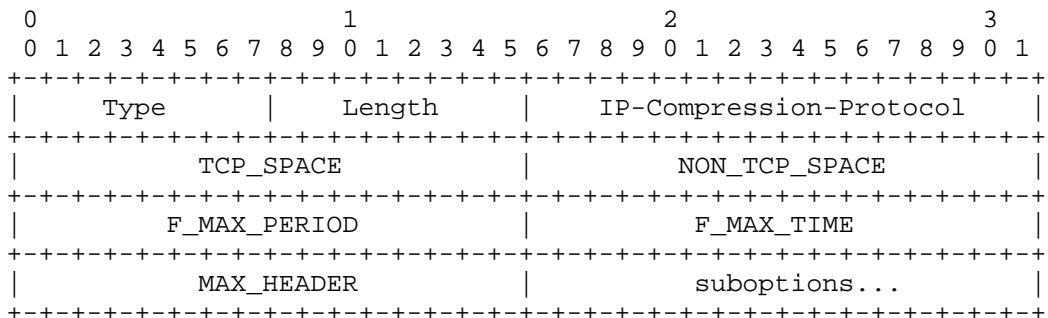 0                   1                   2                   3
 0 1 2 3 4 5 6 7 8 9 0 1 2 3 4 5 6 7 8 9 0 1 2 3 4 5 6 7 8 9 0 1
+-+-+-+-+-+-+-+-+-+-+-+-+-+-+-+-+-+-+-+-+-+-+-+-+-+-+-+-+-+-+-+-+
|     Type      |    Length     |    IP-Compression-Protocol    |
+-+-+-+-+-+-+-+-+-+-+-+-+-+-+-+-+-+-+-+-+-+-+-+-+-+-+-+-+-+-+-+-+
|           TCP_SPACE           |         NON_TCP_SPACE         |
+-+-+-+-+-+-+-+-+-+-+-+-+-+-+-+-+-+-+-+-+-+-+-+-+-+-+-+-+-+-+-+-+
|         F_MAX_PERIOD          |          F_MAX_TIME           |
+-+-+-+-+-+-+-+-+-+-+-+-+-+-+-+-+-+-+-+-+-+-+-+-+-+-+-+-+-+-+-+-+
|           MAX_HEADER          |          suboptions...        |
+-+-+-+-+-+-+-+-+-+-+-+-+-+-+-+-+-+-+-+-+-+-+-+-+-+-+-+-+-+-+-+-+